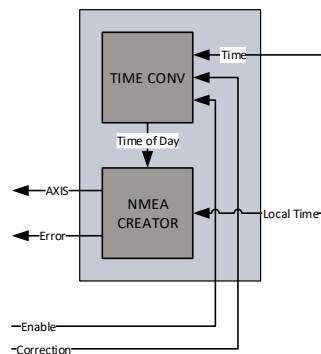 Time
TIME CONV
Time of Day
AXIS
NMEA
CREATOR
Local Time
Error
Enable
Correction